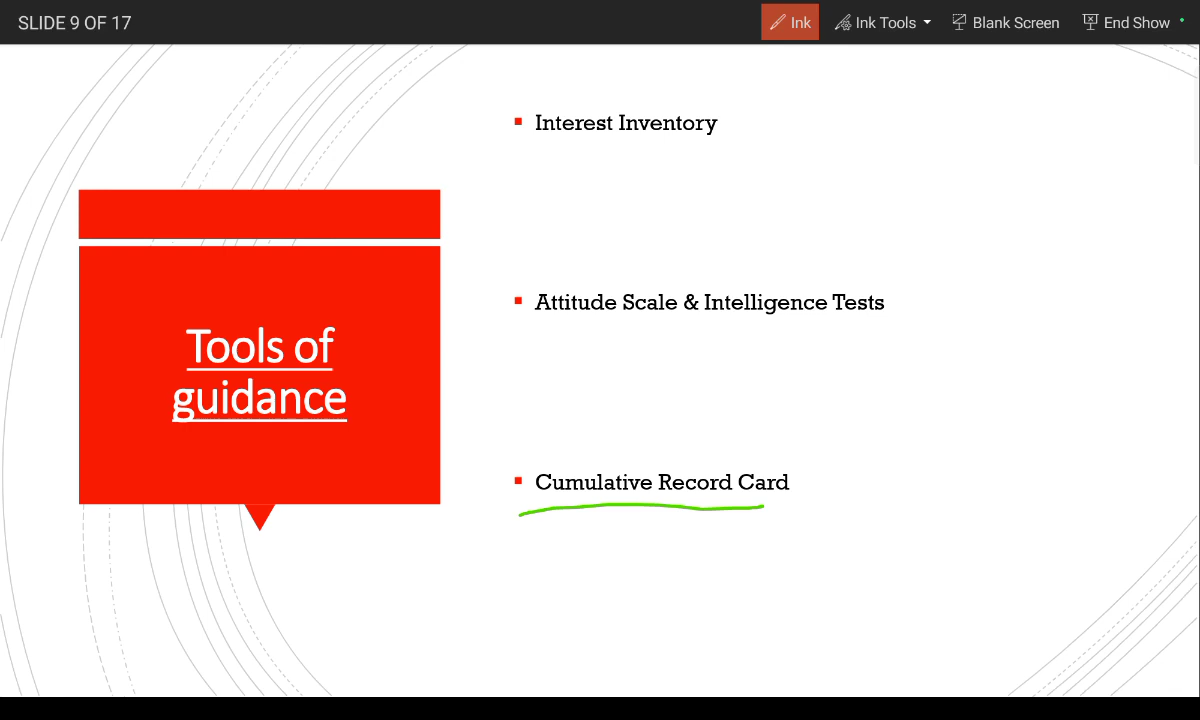 SLIDE 9 OF 17
Ink
Ink Tools
Blank Screen
End Show
Interest Inventory
Tools of
guidance
Attitude Scale & Intelligence Tests
Cumulative Record Card